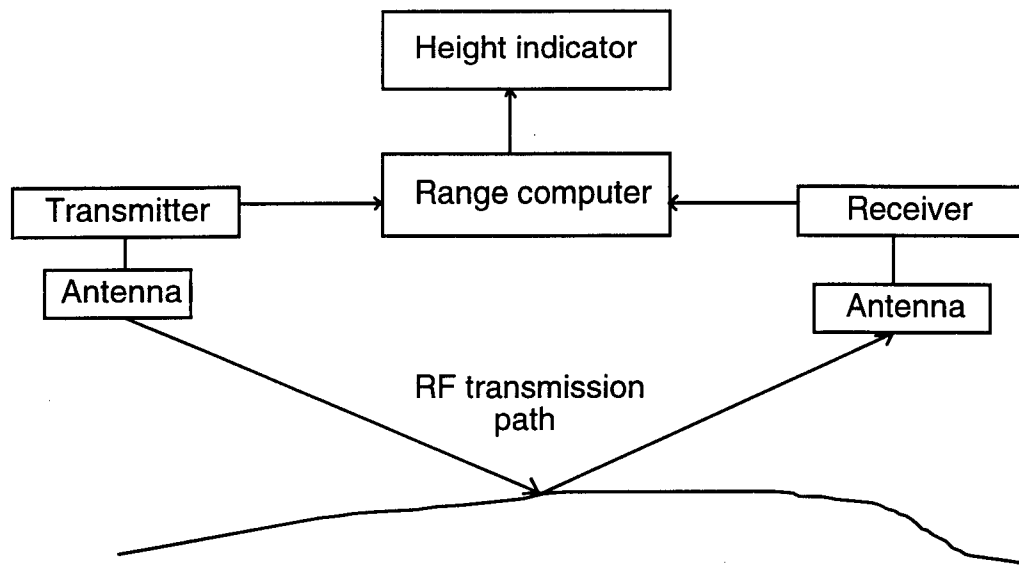 Height indicator
Range computer
Transmitter
Receiver
Antenna
Antenna
RF transmission
path